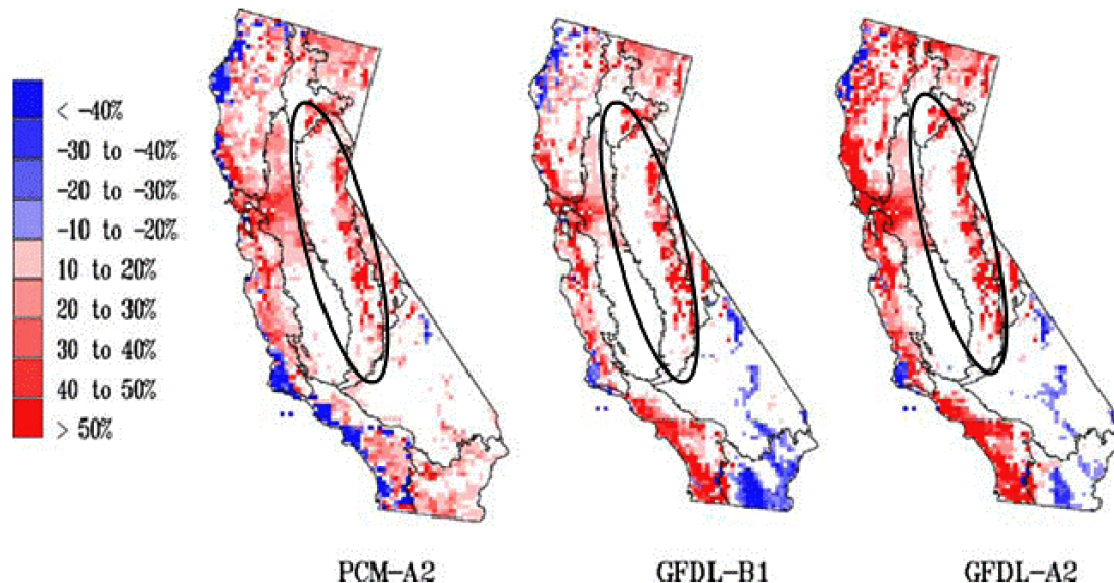 < -40%
-30 to -40%
-20 to -30%
-10 to -20%
10 to 20%
20 to 30%
30 to 40%
40 to 50%
> 50%
PCM-A2 GFDL-B1 GFDL-A2